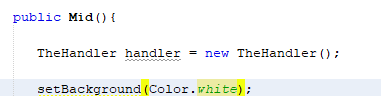 public Mid(){
TheHandler handler = new TheHandler();
setBackground(Color.white);